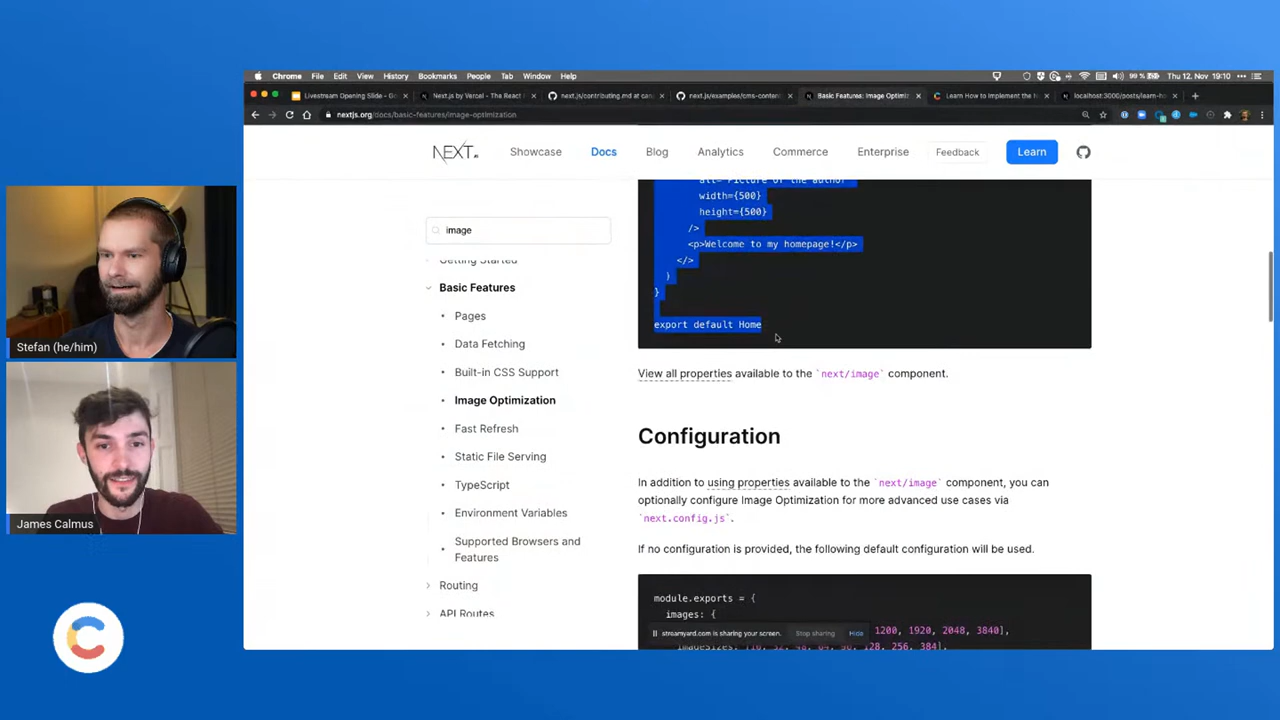 Chrome File Edit View History Bookmarks People Tab Window Help
99 % Thu 12. Nov 19:10
Livestream Opening Slide - G
Next.js by Vercel - The React
next.js/contributing.md at can
next.js/examples/cms-conten
Basic Features: Image Optimiz
Learn How to Implement the
localhost:3000/posts/learn-h
nextjs.org/docs/basic-features/image-optimization
NEXT.JS
Showcase
Docs
Blog
Analytics
Commerce
Enterprise
Feedback
Learn
image
Getting Started
Basic Features
Pages
Data Fetching
Built-in CSS Support
Image Optimization
Fast Refresh
Static File Serving
TypeScript
Environment Variables
Supported Browsers and
Features
Routing
API Routes
alt="Picture of the author"
width={500}
height={500}
/>
<p>Welcome to my homepage!</p>
</>
)
}
export default Home
View all properties available to the `next/image` component.
Configuration
In addition to using properties available to the `next/image` component, you can
optionally configure Image Optimization for more advanced use cases via
`next.config.js`.
If no configuration is provided, the following default configuration will be used.
module.exports = {
images: {
1200, 1920, 2048, 3840],
128, 256, 384],
streamyard.com is sharing your screen. Stop sharing Hide
Stefan (he/him)
James Calmus